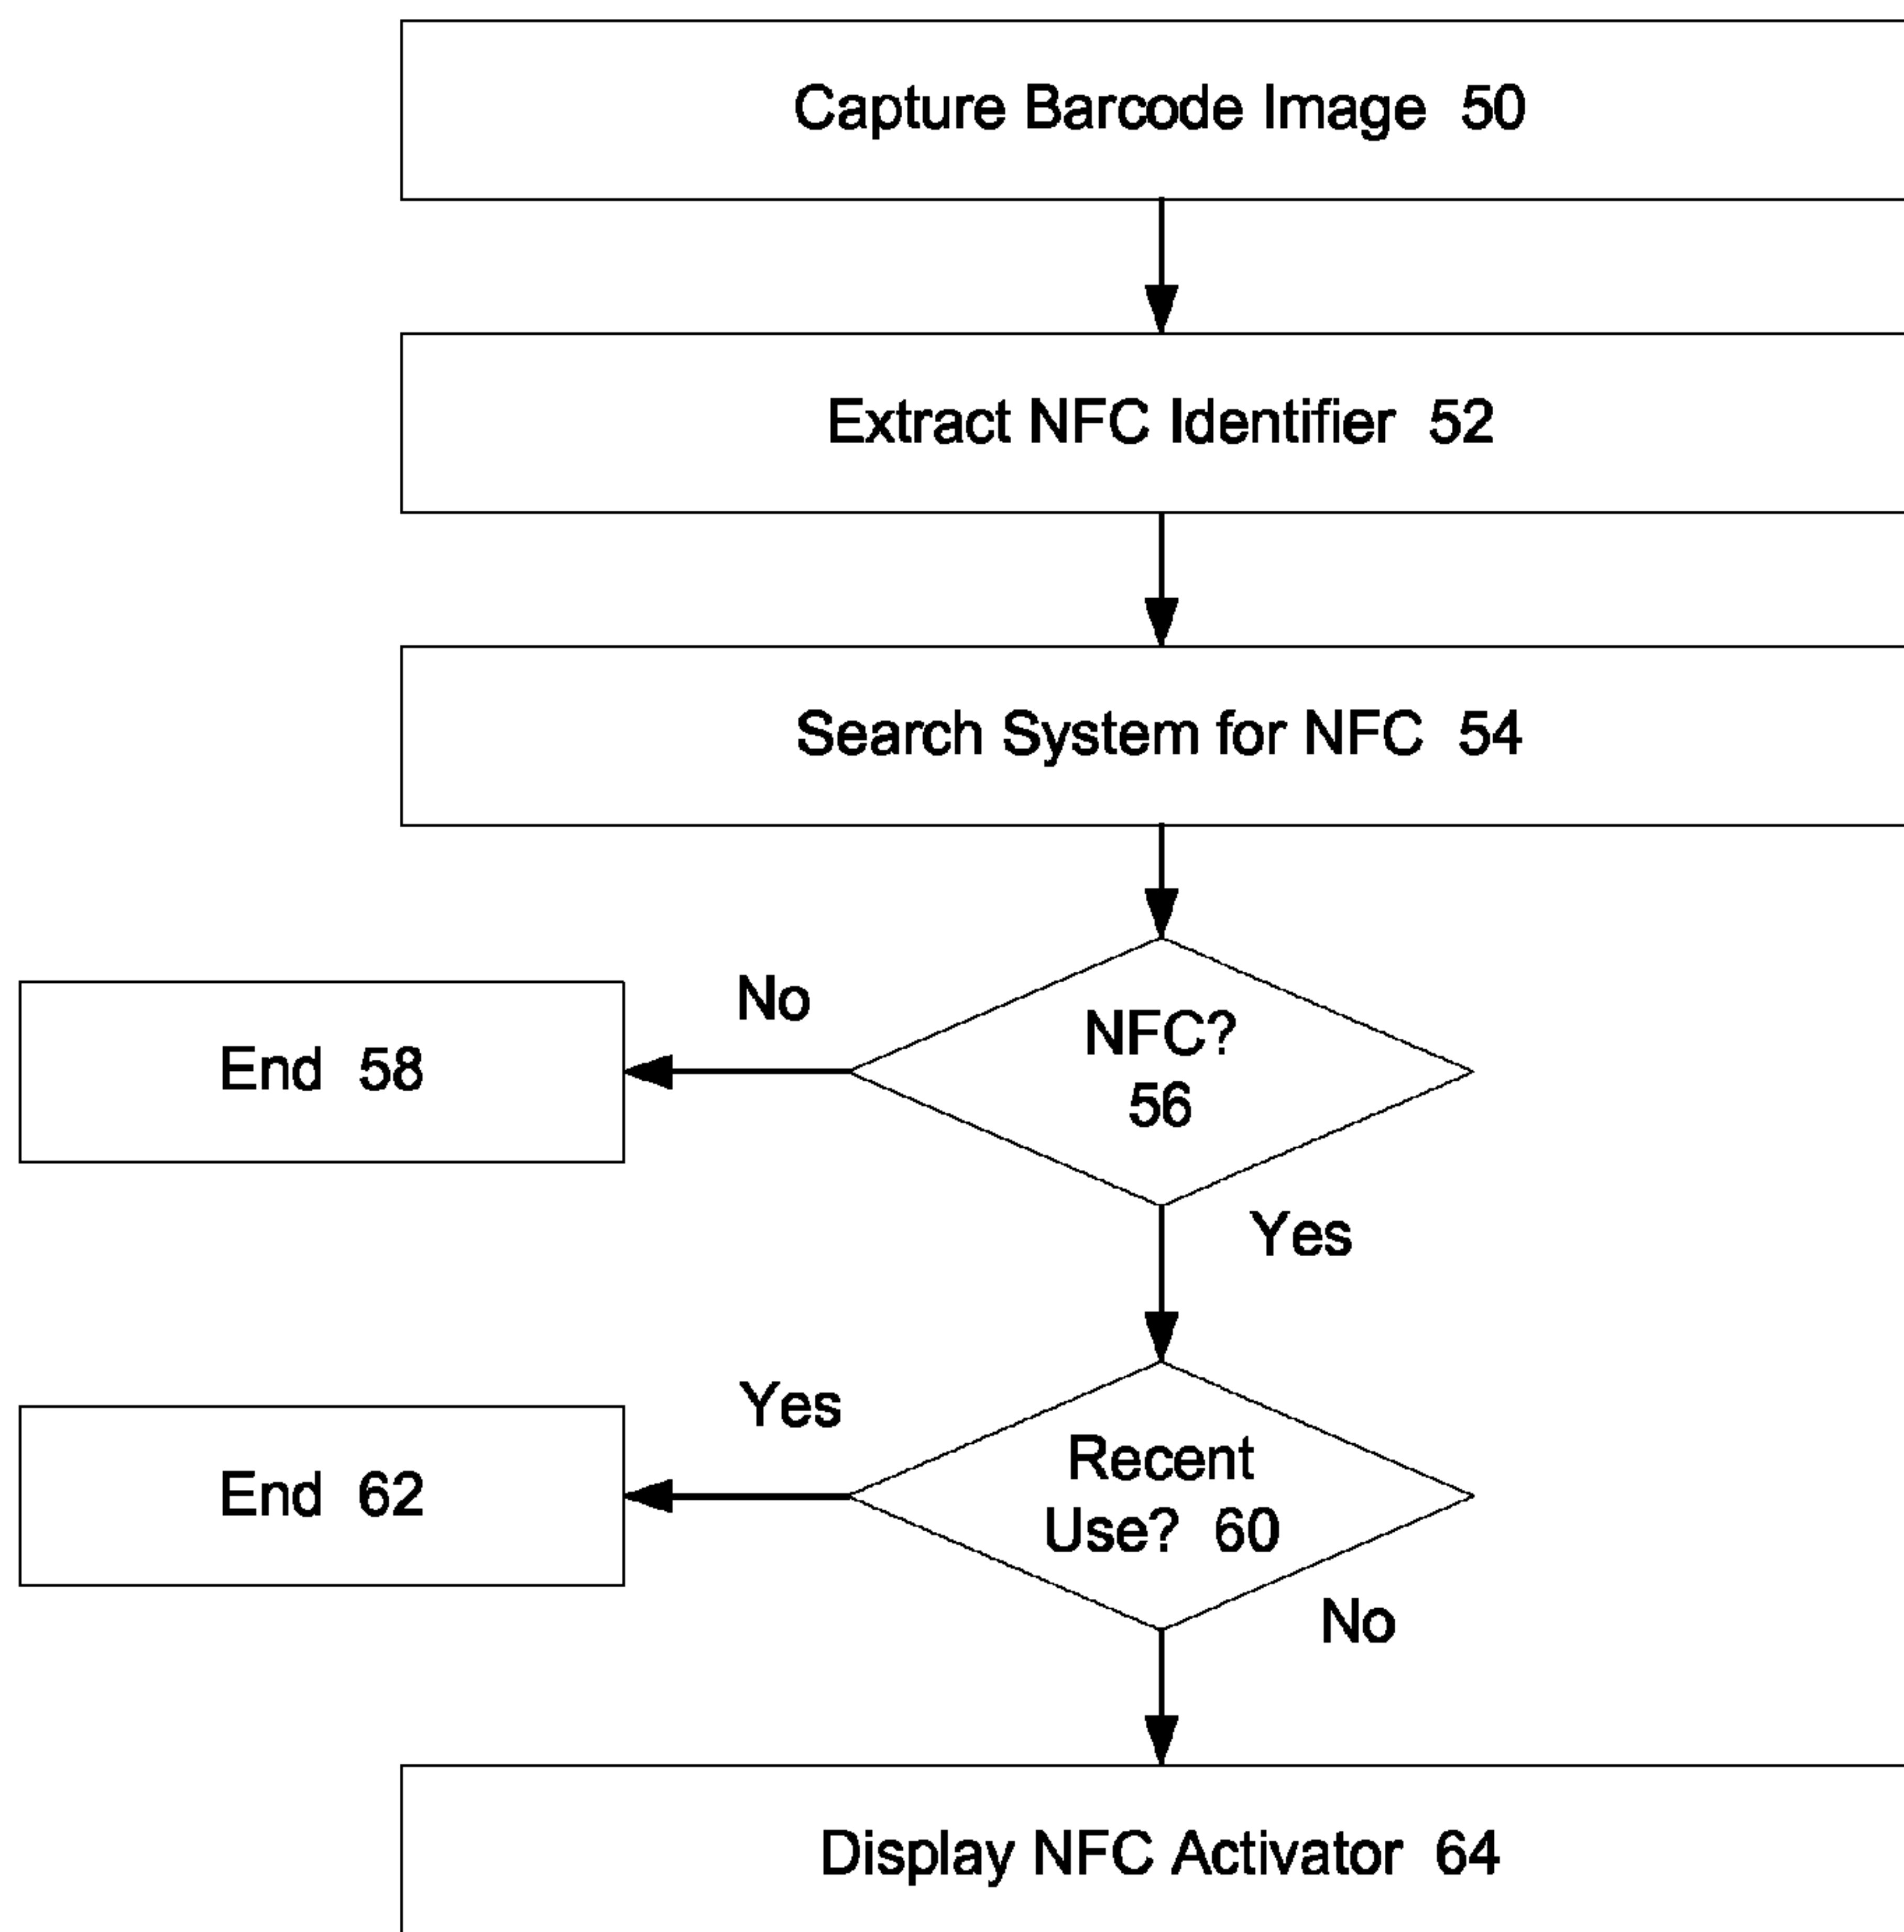 Capture Barcode Image 50
Extract NFC Identifier 52
Search System for NFC 54
No
NFC?
56
End 58
Yes
Yes
Recent
Use? 60
End 62
No
Display NFC Activator 64